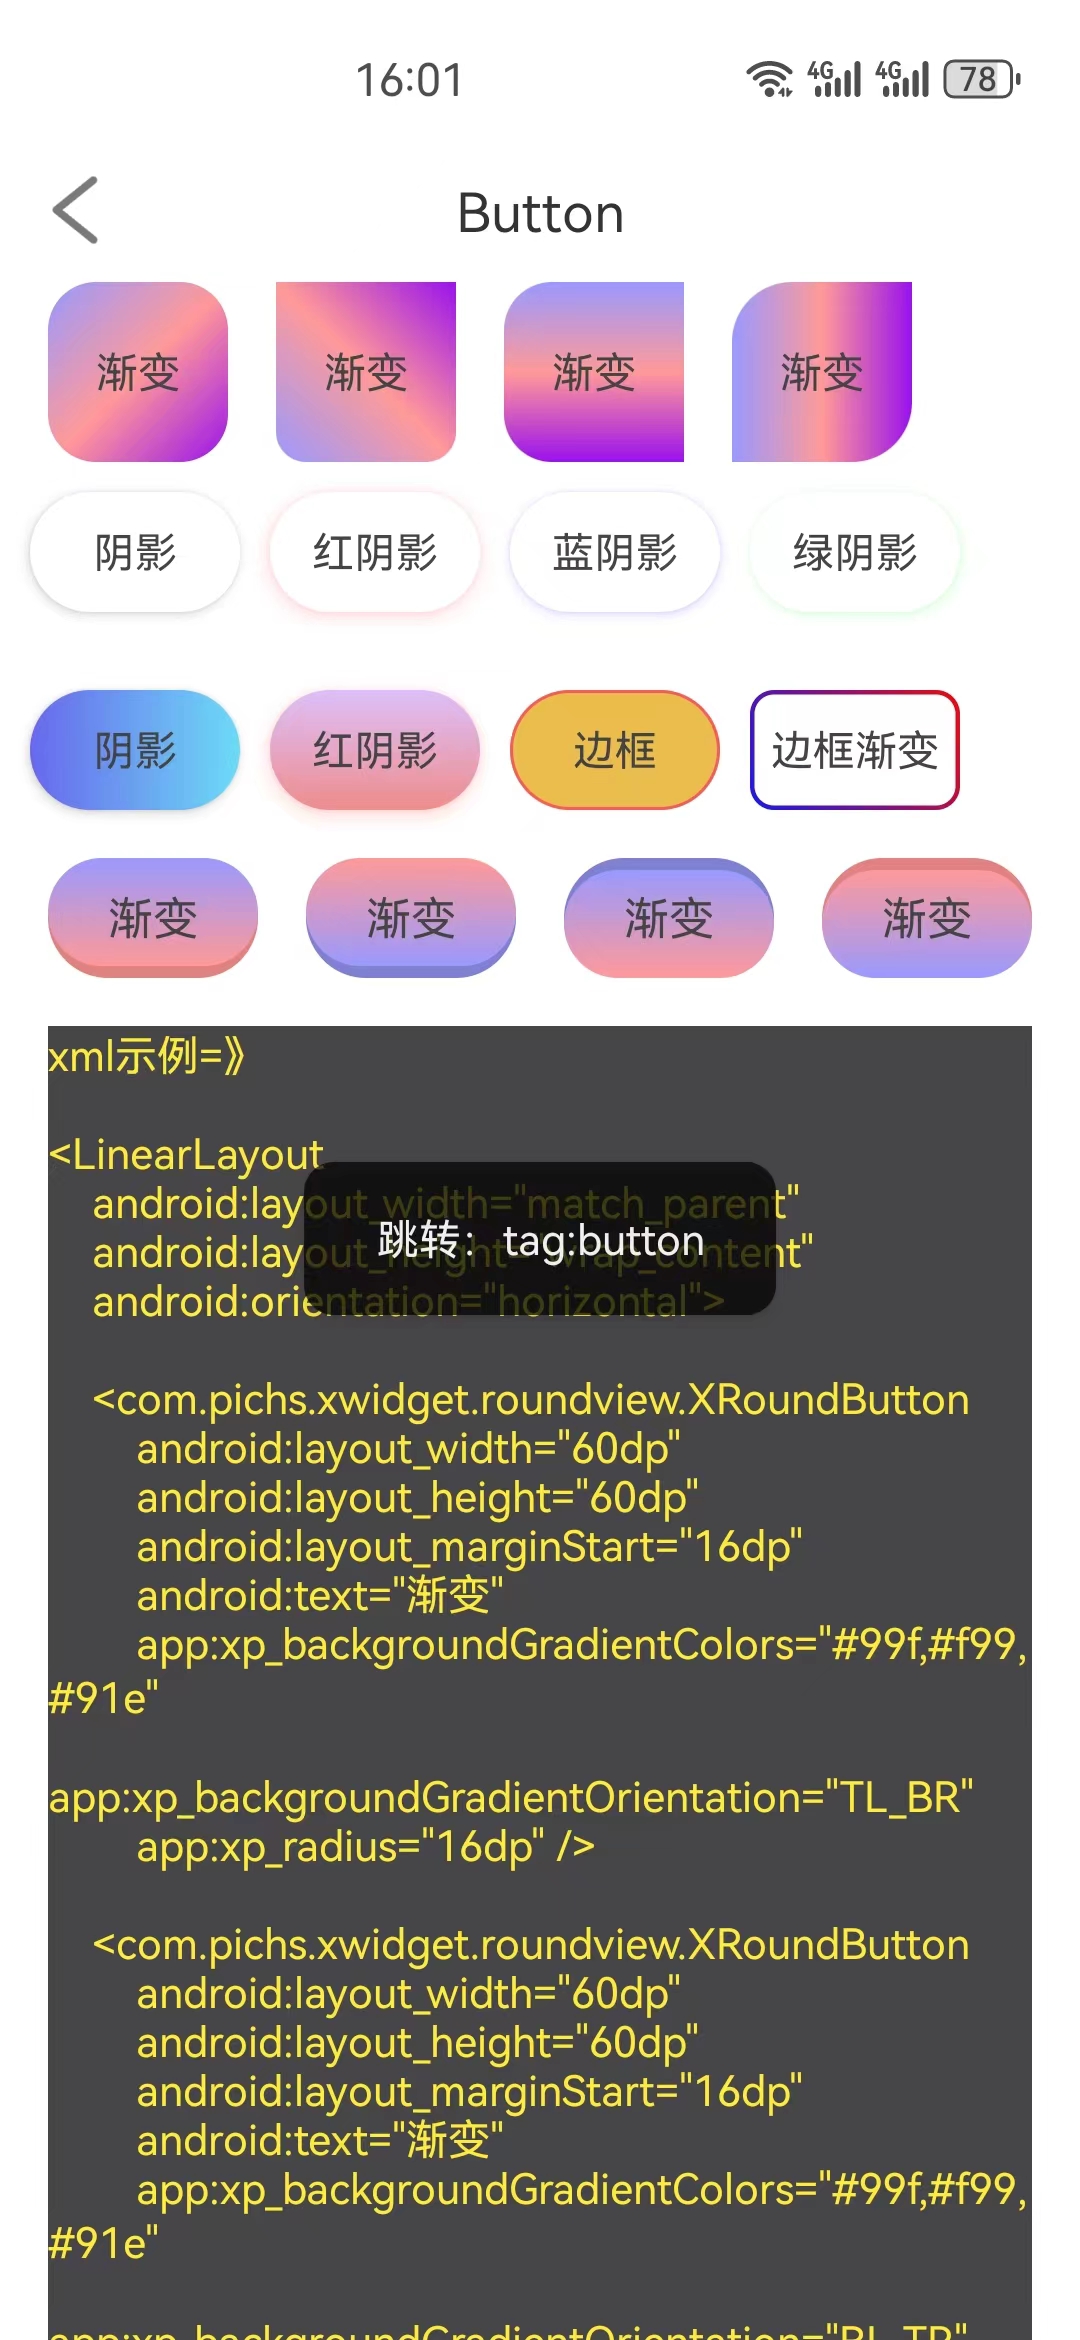 16:01
4G 4G 78
Button
渐变 渐变 渐变 渐变
阴影 红阴影 蓝阴影 绿阴影
阴影 红阴影 边框 边框渐变
渐变 渐变 渐变 渐变
xml示例=》
<LinearLayout
android:layout_width="match_parent"
android:layout_height="wrap_content"
跳转： tag:button
android:orientation="horizontal">
<com.pichs.xwidget.roundview.XRoundButton
android:layout_width="60dp"
android:layout_height="60dp"
android:layout_marginStart="16dp"
android:text="渐变"
app:xp_backgroundGradientColors="#99f,#f99,
#91e"
app:xp_backgroundGradientOrientation="TL_BR"
app:xp_radius="16dp" />
<com.pichs.xwidget.roundview.XRoundButton
android:layout_width="60dp"
android:layout_height="60dp"
android:layout_marginStart="16dp"
android:text="渐变"
app:xp_backgroundGradientColors="#99f,#f99,
#91e"
app:xp_backgroundGradientOrientation="BL_TR"